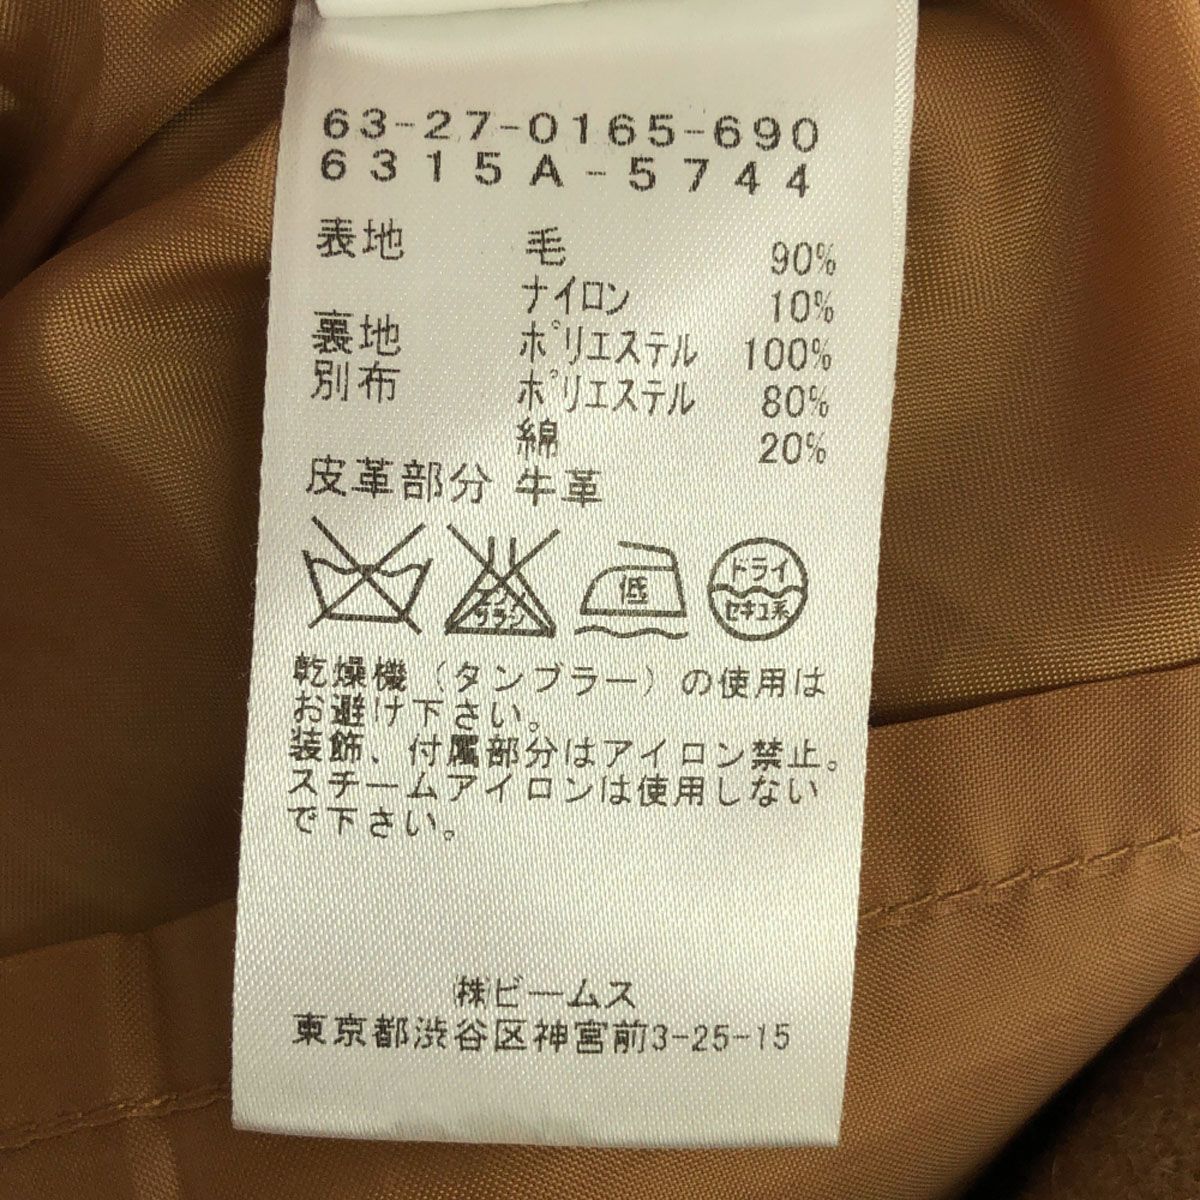 63-27-0165-690
6315A-5744
表地 毛 90%
ナイロン 10%
裏地 ポリエステル 100%
別布 ポリエステル 80%
綿 20%
皮革部分 牛革
エンソ サラシ 低 ドライ セキユ系
乾燥機（タンブラー）の使用は
お避け下さい。
装飾、付属部分はアイロン禁止。
スチームアイロンは使用しない
で下さい。
㈱ビームス
東京都渋谷区神宮前3-25-15